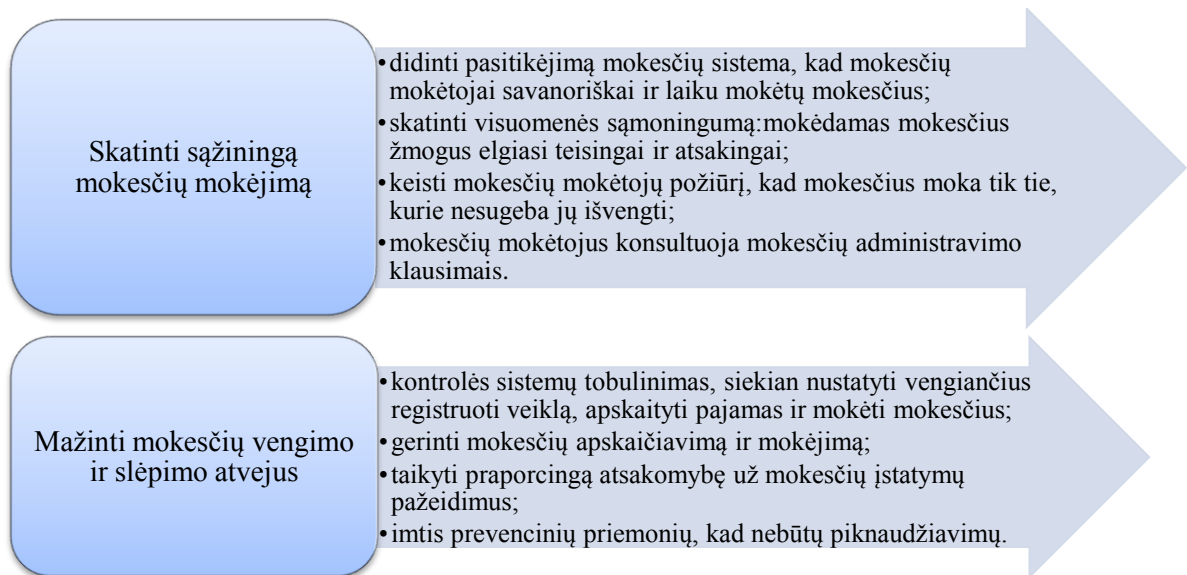 Skatinti sąžiningą
mokesčių mokėjimą
•didinti pasitikėjimą mokesčių sistema, kad mokesčių
mokėtojai savanoriškai ir laiku mokėtų mokesčius;
•skatinti visuomenės sąmoningumą:mokėdamas mokesčius
žmogus elgiasi teisingai ir atsakingai;
•keisti mokesčių mokėtojų požiūrį, kad mokesčius moka tik tie,
kurie nesugeba jų išvengti;
•mokesčių mokėtojus konsultuoja mokesčių administravimo
klausimais.
Mažinti mokesčių vengimo
ir slėpimo atvejus
•kontrolės sistemų tobulinimas, siekian nustatyti vengiančius
registruoti veiklą, apskaityti pajamas ir mokėti mokesčius;
•gerinti mokesčių apskaičiavimą ir mokėjimą;
•taikyti praporcingą atsakomybę už mokesčių įstatymų
pažeidimus;
•imtis prevencinių priemonių, kad nebūtų piknaudžiavimų.